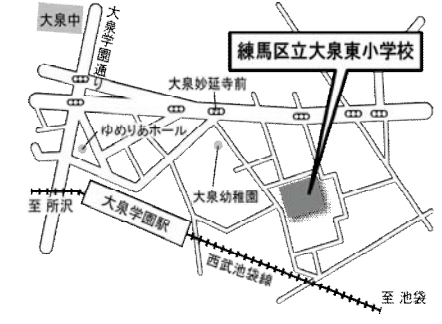 大泉中
大泉学園通り
練馬区立大泉東小学校
大泉妙延寺前
ゆめりあホール
大泉幼稚園
至 所沢
大泉学園駅
西武池袋線
至 池袋